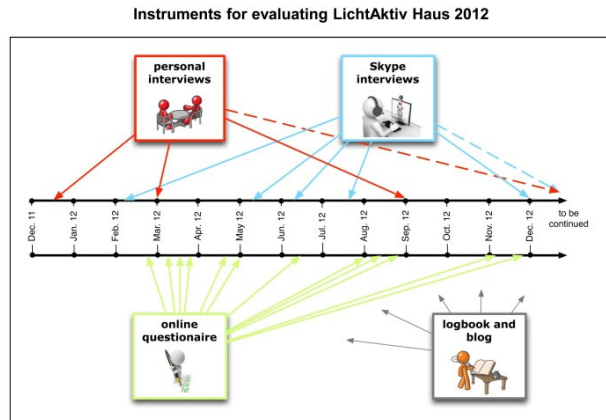 Instruments for evaluating LichtAktiv Haus 2012
personal
interviews
Skype
interviews
Dec. 11
Jan. 12
Feb. 12
Mar. 12
Apr. 12
May 12
Jun. 12
Jul. 12
Aug. 12
Sep. 12
Oct. 12
Nov. 12
Dec. 12
to be
continued
online
questionaire
logbook and
blog